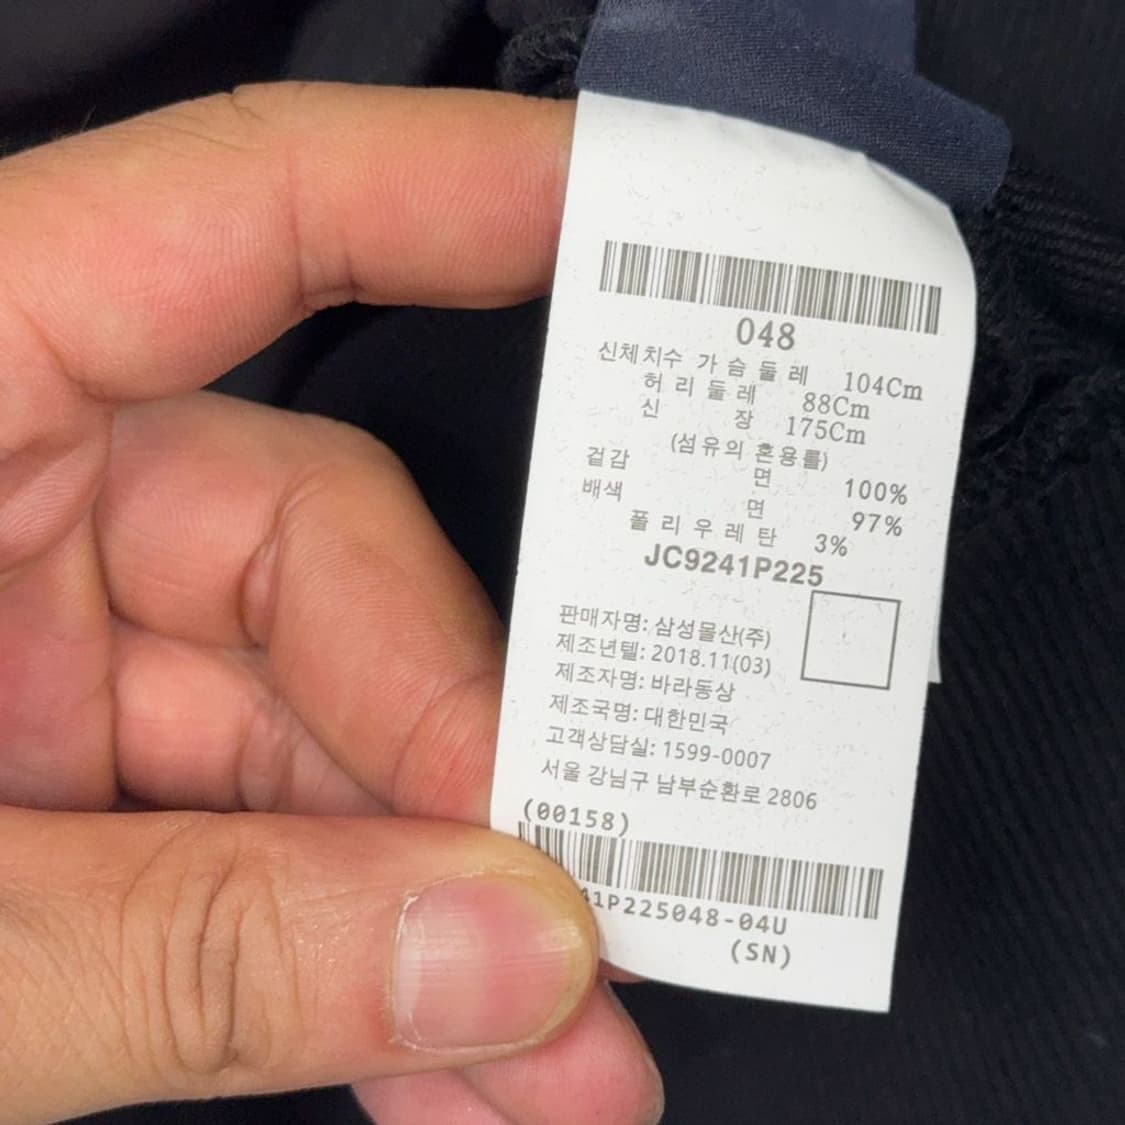 048
신체치수 가 슴 둘 레 104Cm
허 리 둘 레 88Cm
신 장 175Cm
(섬유의 혼용률)
겉감 면 100%
배색 면 97%
폴 리 우 레 탄 3%
JC9241P225
판매자명: 삼성물산(주)
제조년월: 2018.11(03)
제조자명: 바라동상
제조국명: 대한민국
고객상담실: 1599-0007
서울 강남구 남부순환로 2806
(00158)
41P225048-04U
(SN)